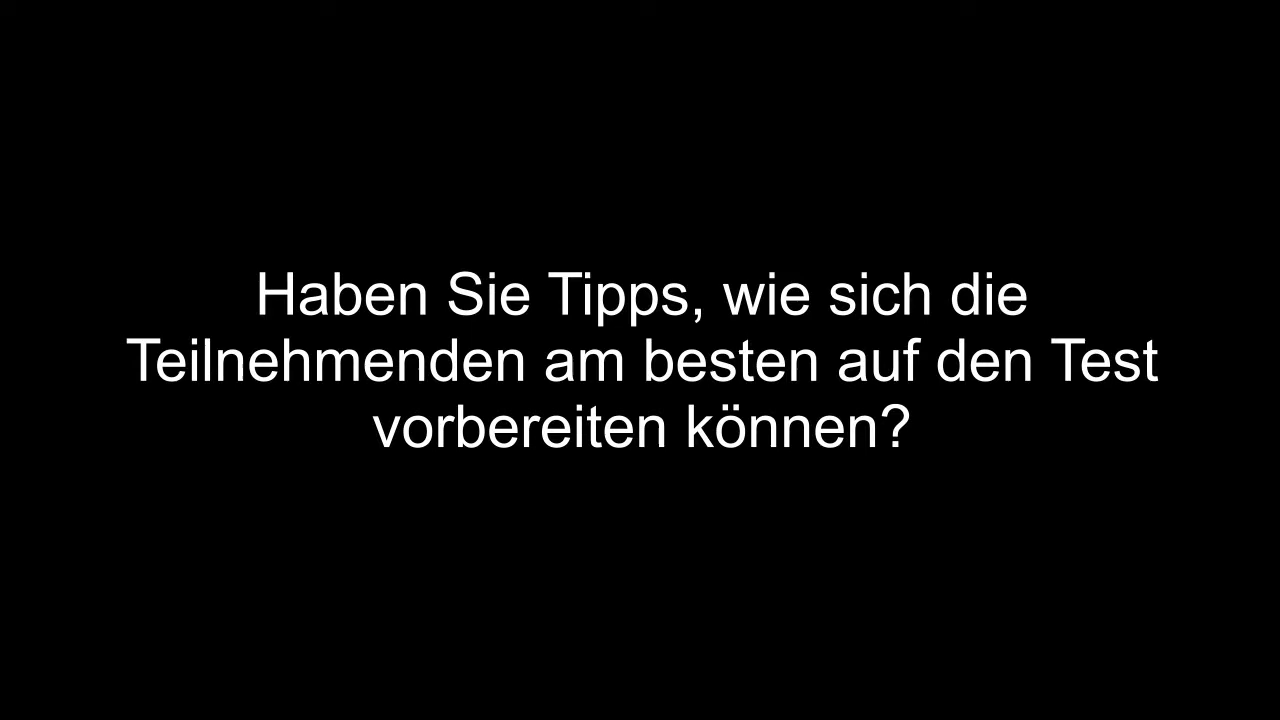 Haben Sie Tipps, wie sich die
Teilnehmenden am besten auf den Test
vorbereiten können?